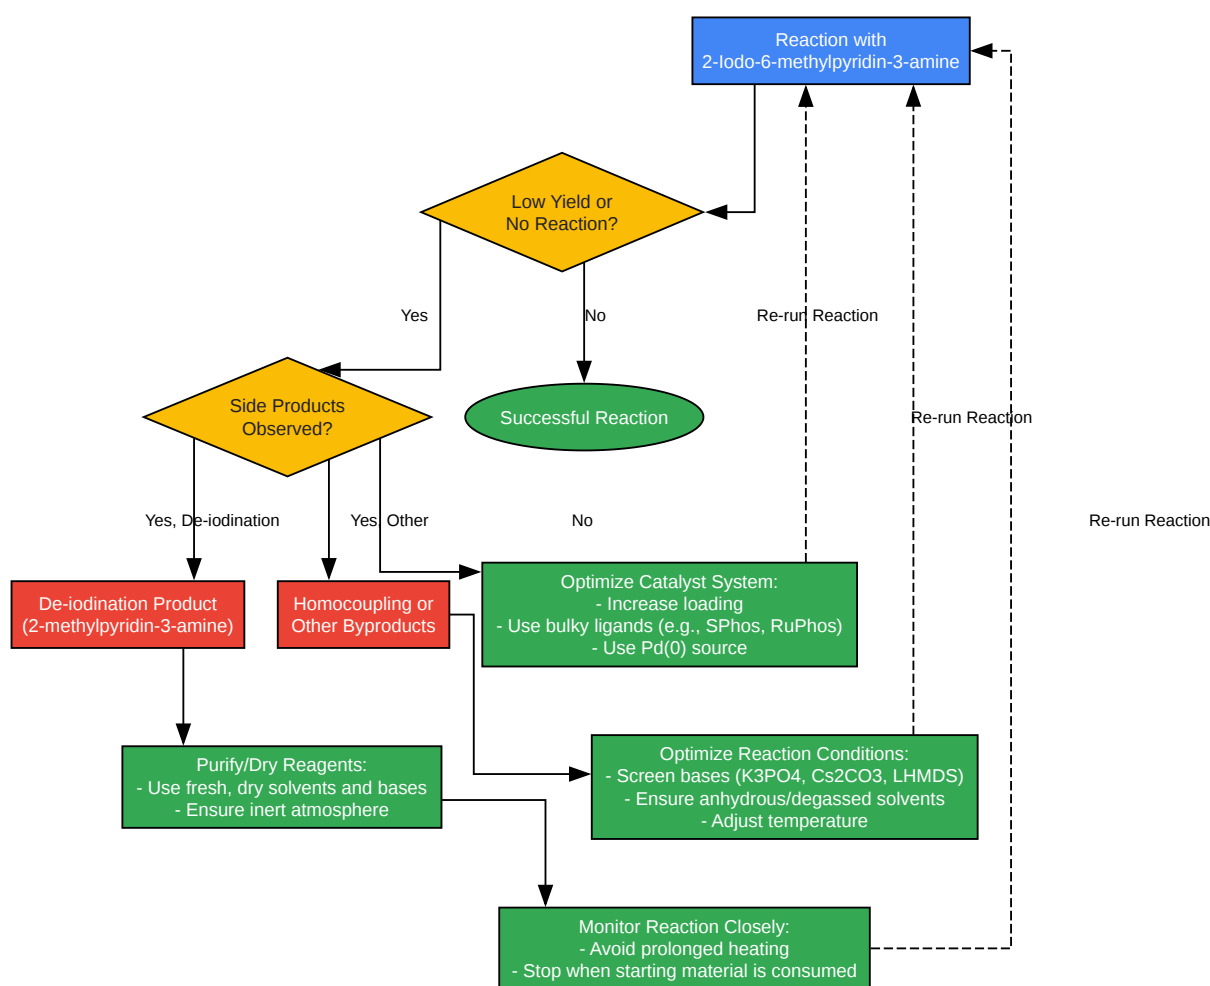 Reaction with
2-Iodo-6-methylpyridin-3-amine
Low Yield or
No Reaction?
Yes
No
Re-run Reaction
Side Products
Observed?
Successful Reaction
Re-run Reaction
Yes, De-iodination
Yes, Other
No
Re-run Reaction
De-iodination Product
(2-methylpyridin-3-amine)
Homocoupling or
Other Byproducts
Optimize Catalyst System:
- Increase loading
- Use bulky ligands (e.g., SPhos, RuPhos)
- Use Pd(0) source
Purify/Dry Reagents:
- Use fresh, dry solvents and bases
- Ensure inert atmosphere
Optimize Reaction Conditions:
- Screen bases (K3PO4, Cs2CO3, LHMDS)
- Ensure anhydrous/degassed solvents
- Adjust temperature
Monitor Reaction Closely:
- Avoid prolonged heating
- Stop when starting material is consumed